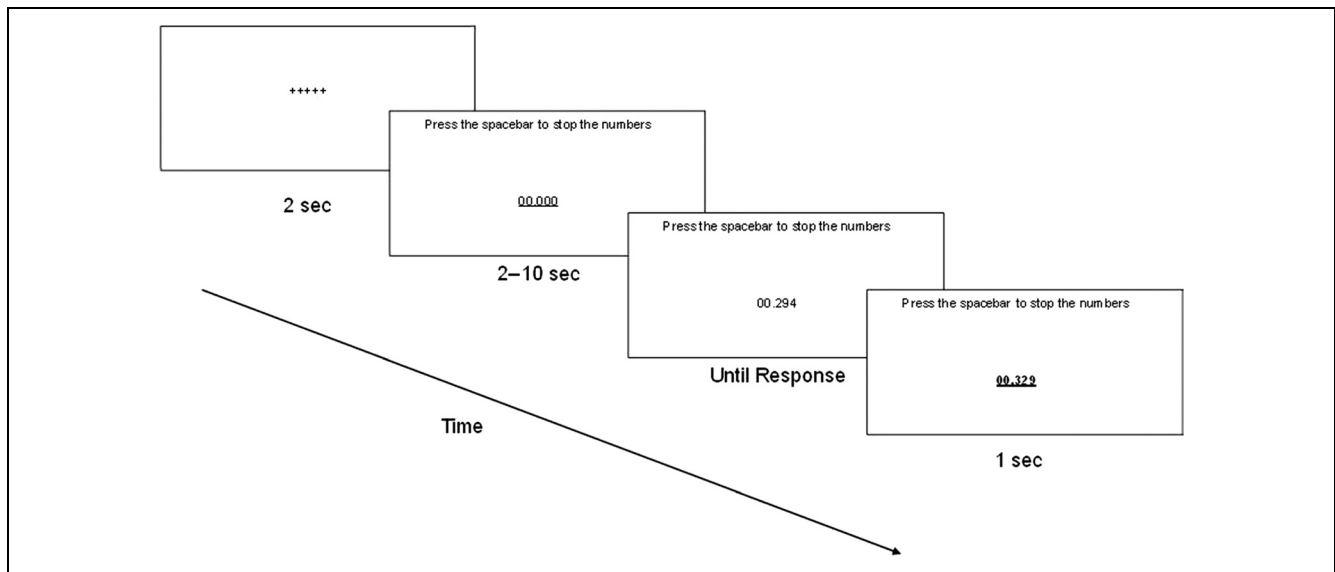 +++++
2 sec
Press the spacebar to stop the numbers
00.000
2–10 sec
Press the spacebar to stop the numbers
00.294
Until Response
Press the spacebar to stop the numbers
00.329
1 sec
Time